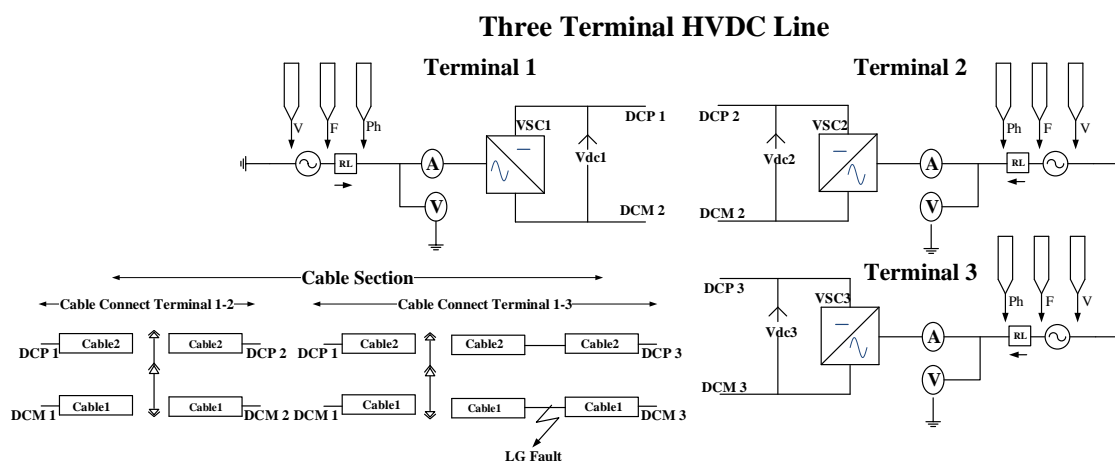 Three Terminal HVDC Line
Terminal 1
V
F
Ph
RL
A
V
VSC1
Vdc1
DCP 1
DCM 2
Terminal 2
DCP 2
VSC2
Vdc2
DCM 2
A
V
RL
Ph
F
V
Terminal 3
DCP 3
VSC3
Vdc3
DCM 3
A
V
RL
Ph
F
V
Cable Section
Cable Connect Terminal 1-2
Cable Connect Terminal 1-3
DCP 1 Cable2 Cable2 DCP 2
DCM 1 Cable1 Cable1 DCM 2
DCP 1 Cable2 Cable2 Cable2 DCP 3
DCM 1 Cable1 Cable1 Cable1 DCM 3
LG Fault